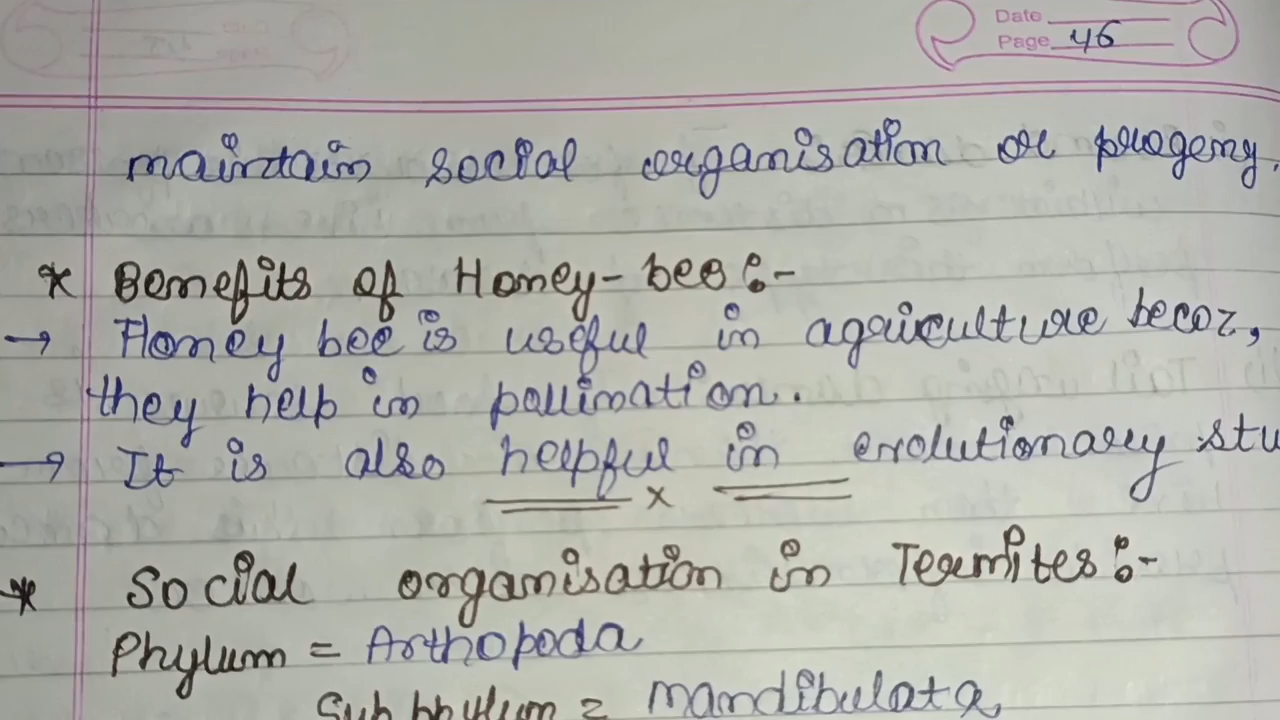 Date
Page 46
maintain social organisation or progeny.
* Benefits of Honey-bee :-
→ Honey bee is useful in agriculture becoz,
they help in pollination.
→ It is also helpful in evolutionary stu
x
* Social organisation in Termites :-
Phylum = Arthopoda
Subphylum = Mandibulata